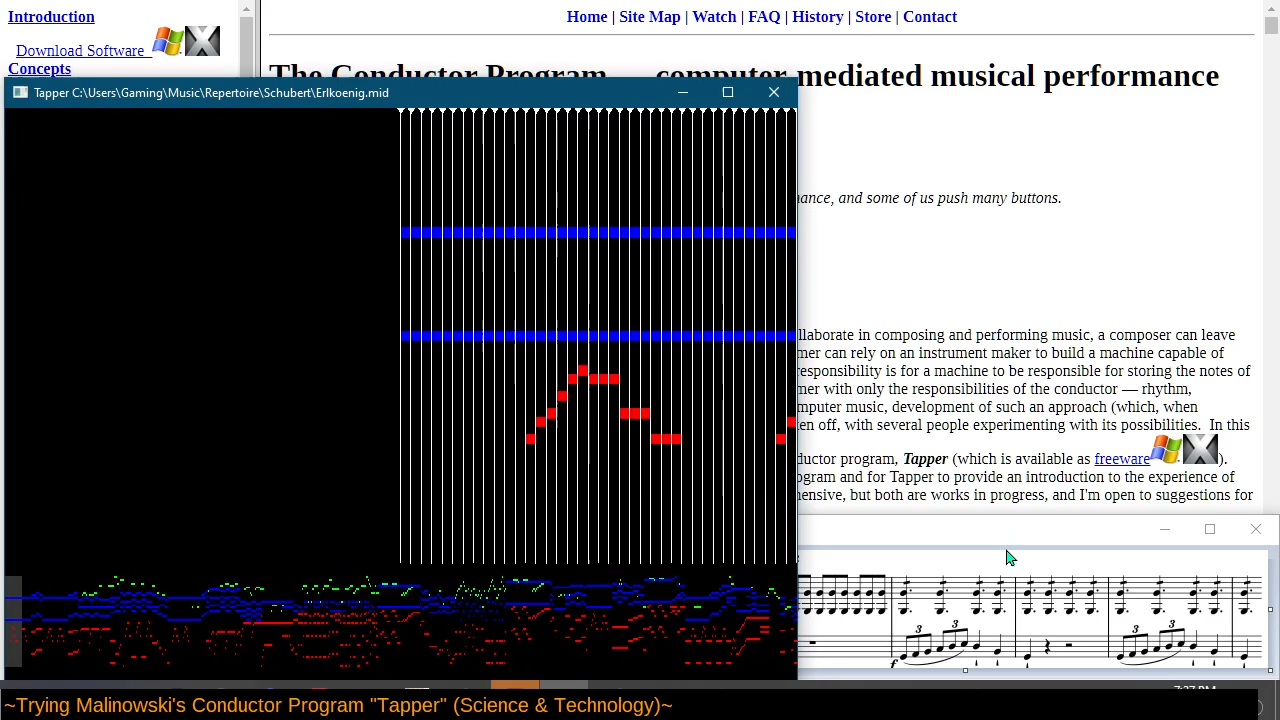 Introduction
Home | Site Map | Watch | FAQ | History | Store | Contact
Download Software
Concepts
The Conductor Program computer-mediated musical performance
Tapper C:\Users\Gaming\Music\Repertoire\Schubert\Erlkoenig.mid
ance, and some of us push many buttons.
llaborate in composing and performing music, a composer can leave
mer can rely on an instrument maker to build a machine capable of
responsibility is for a machine to be responsible for storing the notes of
mer with only the responsibilities of the conductor — rhythm,
mputer music, development of such an approach (which, when
en off, with several people experimenting with its possibilities. In this
ductor program, Tapper (which is available as freeware).
ogram and for Tapper to provide an introduction to the experience of
hensive, but both are works in progress, and I'm open to suggestions for
3 3 3 3
f
~Trying Malinowski's Conductor Program "Tapper" (Science & Technology)~